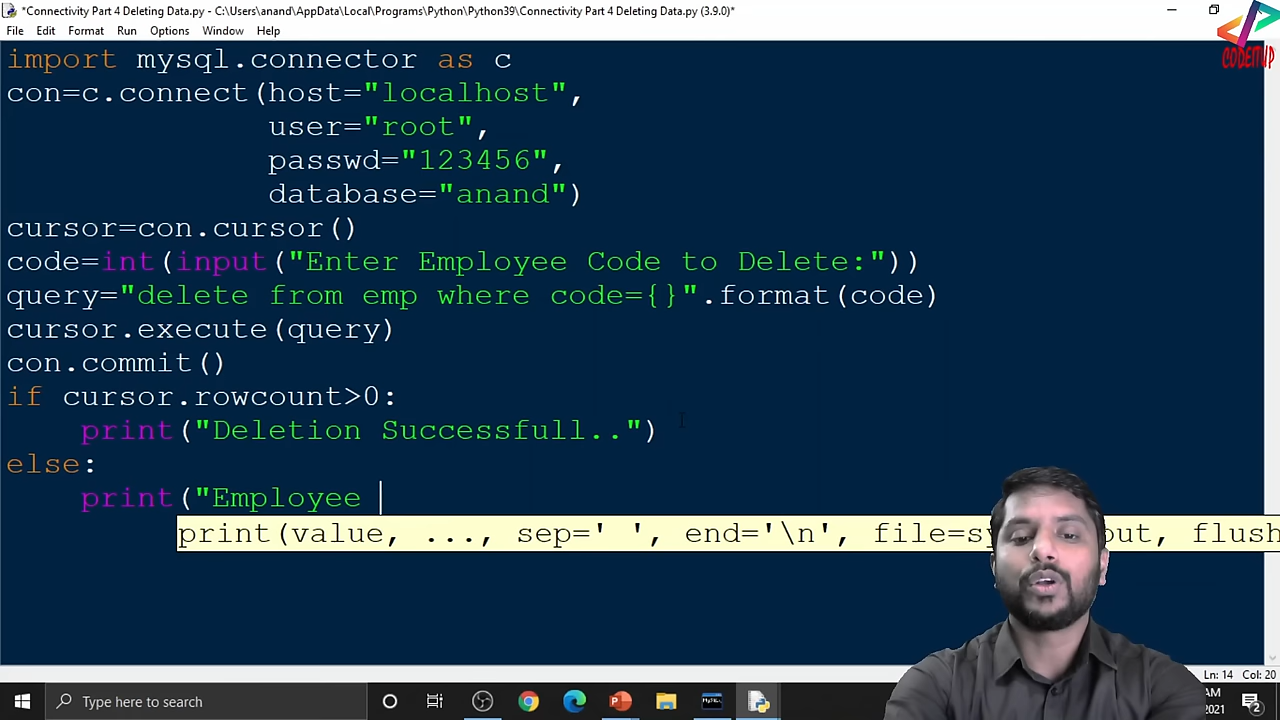 *Connectivity Part 4 Deleting Data.py - C:\Users\anand\AppData\Local\Programs\Python\Python39\Connectivity Part 4 Deleting Data.py (3.9.0)*
File Edit Format Run Options Window Help
CODEITUP
import mysql.connector as c
con=c.connect(host="localhost",
user="root",
passwd="123456",
database="anand")
cursor=con.cursor()
code=int(input("Enter Employee Code to Delete:"))
query="delete from emp where code={}".format(code)
cursor.execute(query)
con.commit()
if cursor.rowcount>0:
print("Deletion Successfull..")
else:
print("Employee
print(value, ..., sep=' ', end='\n', file=sy out, flush
Ln: 14 Col: 20
Type here to search
AM
2021
2